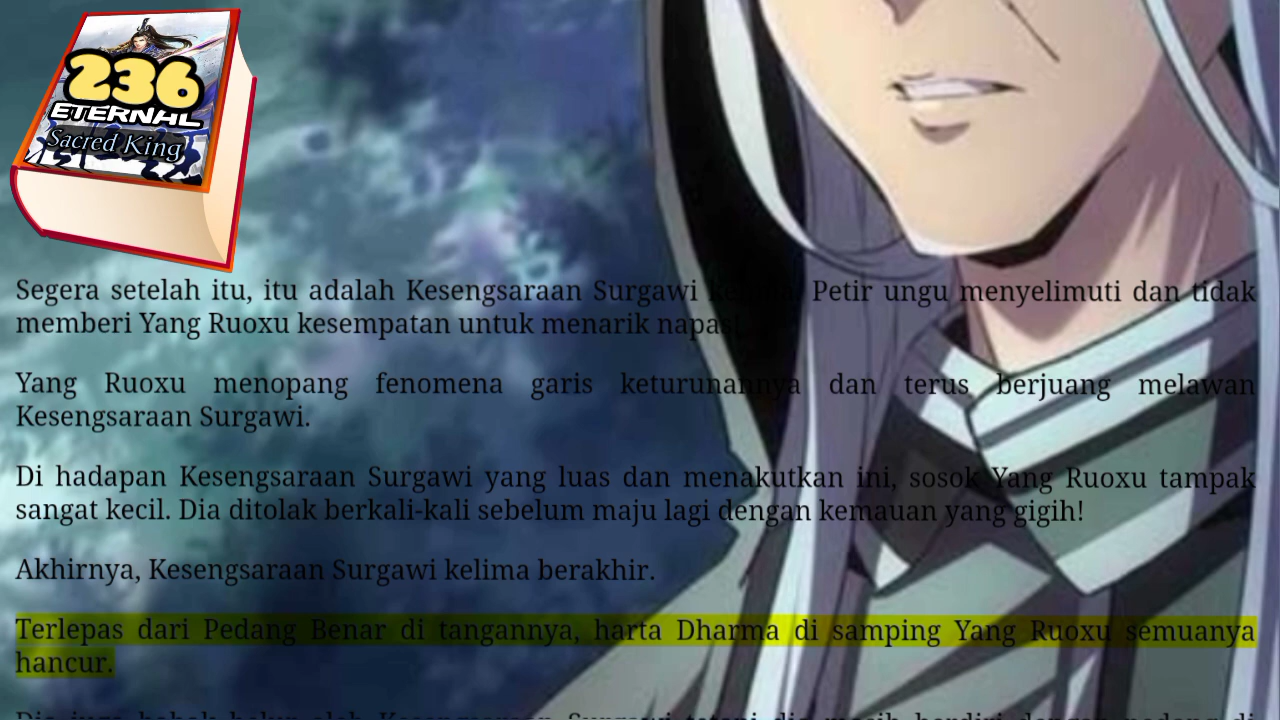 236
ETERNAL
Sacred King
Segera setelah itu, itu adalah Kesengsaraan Surgawi kelima! Petir ungu menyelimuti dan tidak
memberi Yang Ruoxu kesempatan untuk menarik napas!
Yang Ruoxu menopang fenomena garis keturunannya dan terus berjuang melawan
Kesengsaraan Surgawi.
Di hadapan Kesengsaraan Surgawi yang luas dan menakutkan ini, sosok Yang Ruoxu tampak
sangat kecil. Dia ditolak berkali-kali sebelum maju lagi dengan kemauan yang gigih!
Akhirnya, Kesengsaraan Surgawi kelima berakhir.
Terlepas dari Pedang Benar di tangannya, harta Dharma di samping Yang Ruoxu semuanya
hancur.